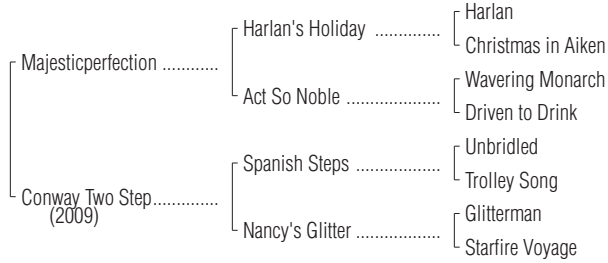 Harlan
Harlan's Holiday ..............
Christmas in Aiken
Majesticperfection ............
Wavering Monarch
Act So Noble .....................
Driven to Drink
Unbridled
Spanish Steps ..................
Trolley Song
Conway Two Step..............
(2009)
Glitterman
Nancy's Glitter ..................
Starfire Voyage